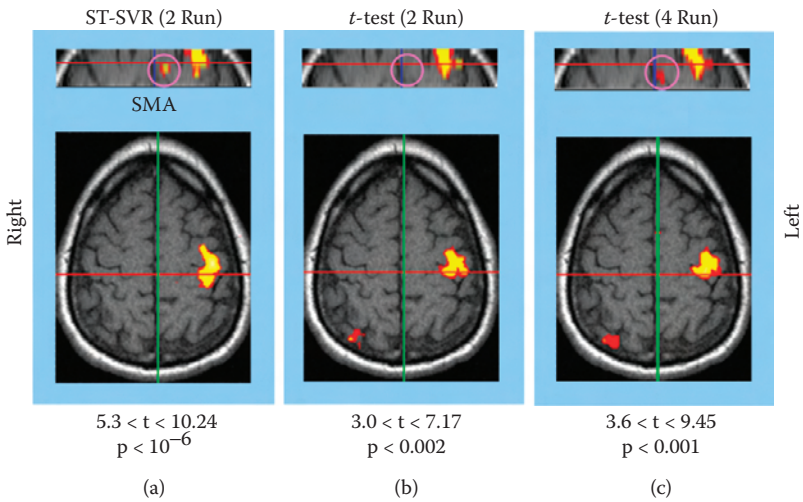 ST-SVR (2 Run)
t-test (2 Run)
t-test (4 Run)
SMA
Right
Left
5.3 < t < 10.24
p < 10⁻⁶
3.0 < t < 7.17
p < 0.002
3.6 < t < 9.45
p < 0.001
(a)
(b)
(c)